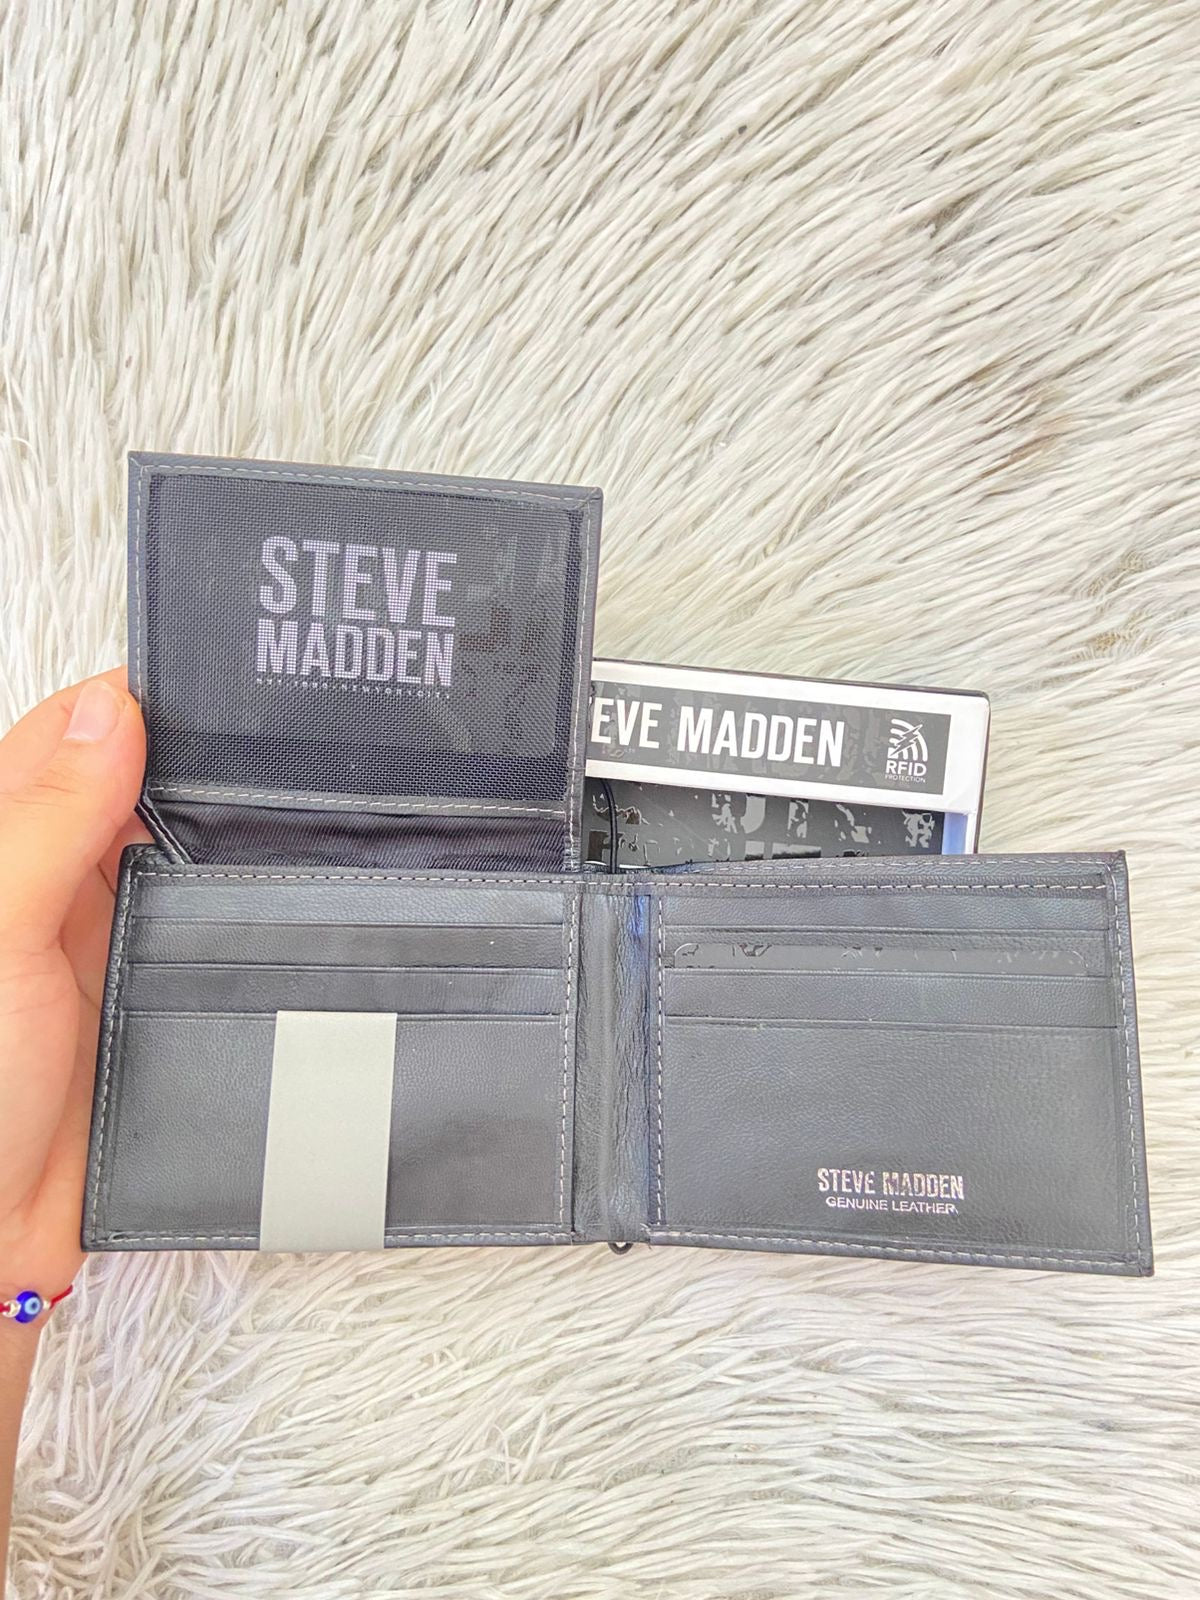 STEVE
MADDEN
EVE MADDEN
RFID
PROTECTION
STEVE MADDEN
GENUINE LEATHER